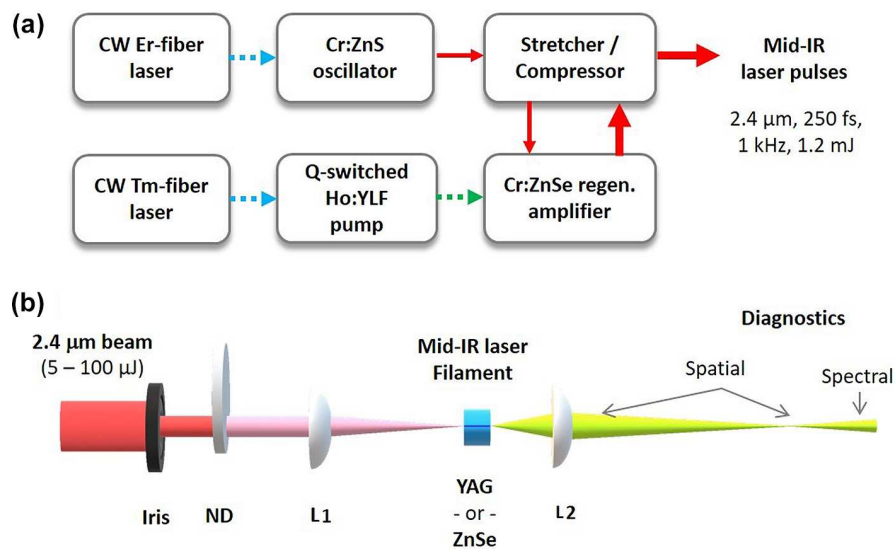 (a)
CW Er-fiber
laser
Cr:ZnS
oscillator
Stretcher /
Compressor
Mid-IR
laser pulses
2.4 µm, 250 fs,
1 kHz, 1.2 mJ
CW Tm-fiber
laser
Q-switched
Ho:YLF
pump
Cr:ZnSe regen.
amplifier
(b)
2.4 µm beam
(5 – 100 µJ)
Mid-IR laser
Filament
Diagnostics
Spatial
Spectral
Iris
ND
L1
YAG
- or -
ZnSe
L2